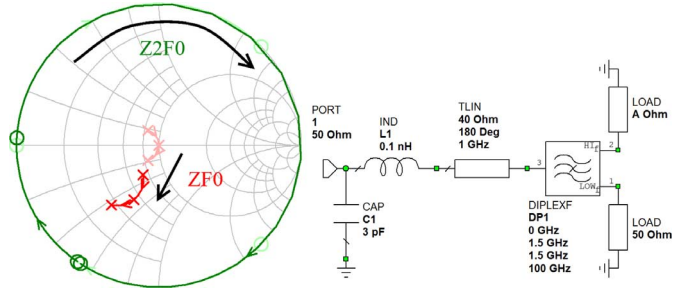 Z2F0
ZF0
PORT
1
50 Ohm
IND
L1
0.1 nH
TLIN
40 Ohm
180 Deg
1 GHz
CAP
C1
3 pF
LOAD
A Ohm
HI f
2
3
1
LOW f
DIPLEXF
DP1
0 GHz
1.5 GHz
1.5 GHz
100 GHz
LOAD
50 Ohm